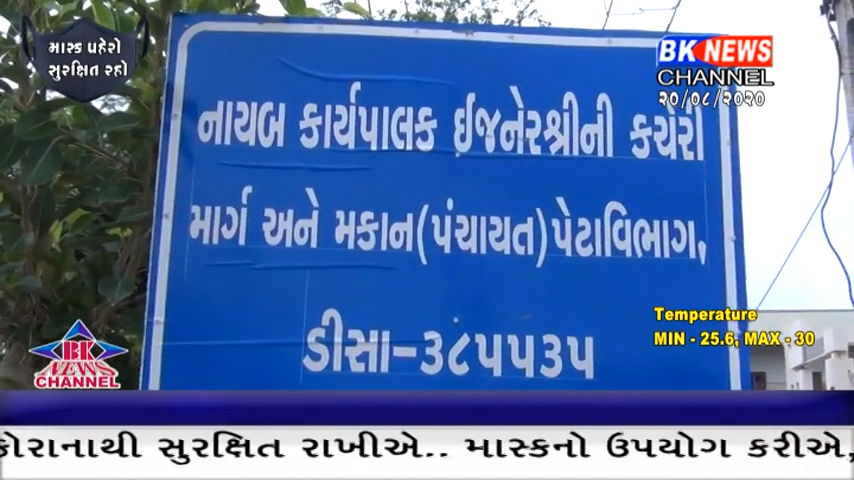 માસ્ક પહેરો
સુરક્ષિત રહો
BK NEWS
CHANNEL
૨૦/૦૮/૨૦૨૦
નાયબ કાર્યપાલક ઈજનેરશ્રીની કચેરી
માર્ગ અને મકાન(પંચાયત)પેટાવિભાગ,
ડીસા-૩૮૫૫૩૫
Temperature
MIN - 25.6, MAX - 30
BK
NEWS
CHANNEL
કોરાનાથી સુરક્ષિત રાખીએ.. માસ્કનો ઉપયોગ કરીએ,